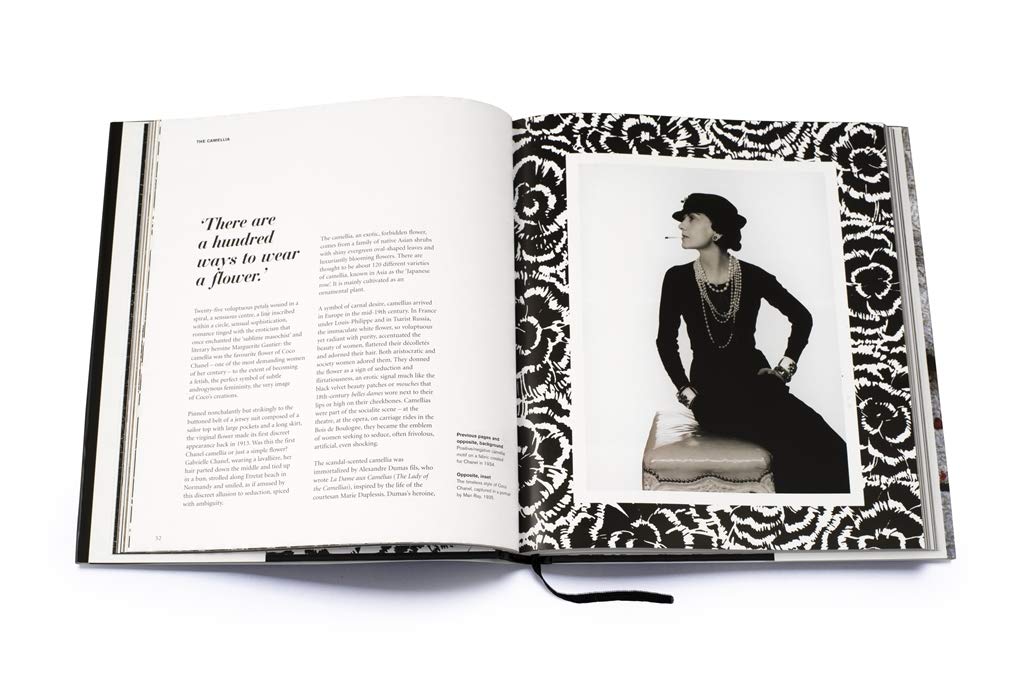 THE CAMELLIA
‘There are
a hundred
ways to wear
a flower.’
Twenty-five voluptuous petals wound in a
spiral, a sensuous centre, a line inscribed
within a circle, sensual sophistication,
romance tinged with the eroticism that
once enchanted the ‘sublime masochist’ and
literary heroine Marguerite Gautier: the
camellia was the favourite flower of Coco
Chanel – one of the most demanding women
of her century – to the extent of becoming
a fetish, the perfect symbol of subtle
androgynous femininity, the very image
of Coco’s creations.
Pinned nonchalantly but strikingly to the
buttoned belt of a jersey suit composed of a
sailor top with large pockets and a long skirt,
the virginal flower made its first discreet
appearance back in 1913. Was this the first
Chanel camellia or just a simple flower?
Gabrielle Chanel, wearing a lavallière, her
hair parted down the middle and tied up
in a bun, strolled along Etretat beach in
Normandy and smiled, as if amused by
this discreet allusion to seduction, spiced
with ambiguity.
52
The camellia, an exotic, forbidden flower,
comes from a family of native Asian shrubs
with shiny evergreen oval-shaped leaves and
luxuriantly blooming flowers. There are
thought to be about 120 different varieties
of camellia, known in Asia as the ‘Japanese
rose’. It is mainly cultivated as an
ornamental plant.
A symbol of carnal desire, camellias arrived
in Europe in the mid-19th century. In France
under Louis-Philippe and in Tsarist Russia,
the immaculate white flower, so voluptuous
yet radiant with purity, accentuated the
beauty of women, flattered their décolletés
and adorned their hair. Both aristocratic and
society women adored them. They donned
the flower as a sign of seduction and
flirtatiousness, an erotic signal much like the
black velvet beauty patches or mouches that
18th-century belles dames wore next to their
lips or high on their cheekbones. Camellias
were part of the socialite scene – at the
theatre, at the opera, on carriage rides in the
Bois de Boulogne, they became the emblem
of women seeking to seduce, often frivolous,
artificial, even shocking.
The scandal-scented camellia was
immortalized by Alexandre Dumas fils, who
wrote La Dame aux Camélias (The Lady of
the Camellias), inspired by the life of the
courtesan Marie Duplessis. Dumas’s heroine,
Previous pages and
opposite, background
Positive/negative camellia
motif on a fabric created
for Chanel in 1934.
Opposite, inset
The timeless style of Coco
Chanel, captured in a portrait
by Man Ray, 1935.